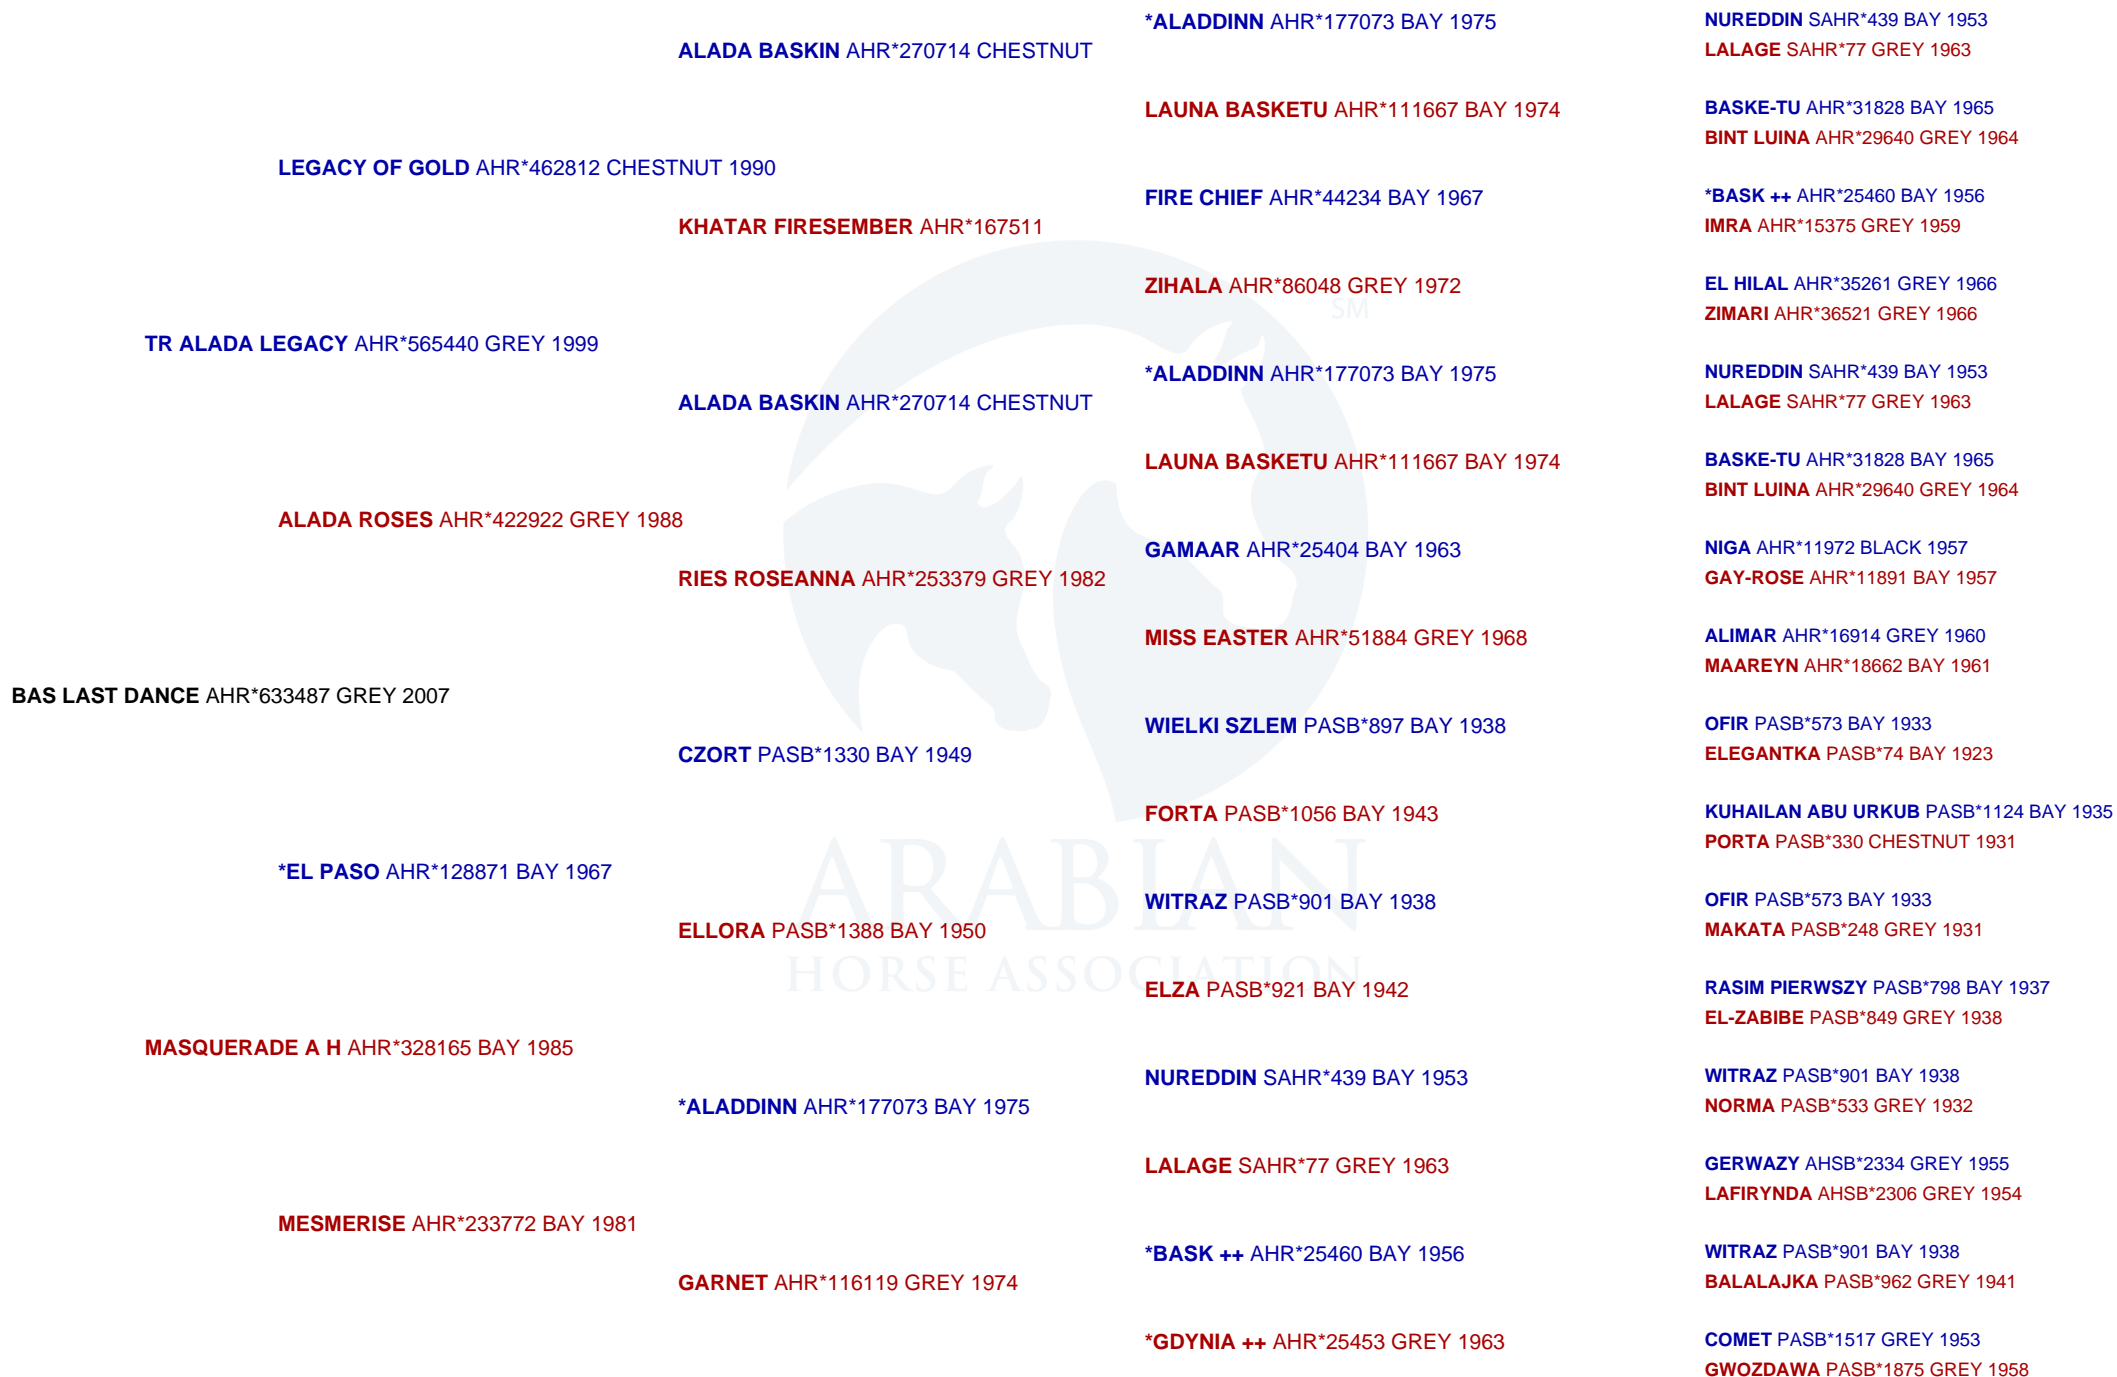 *ALADDINN AHR*177073 BAY 1975
NUREDDIN SAHR*439 BAY 1953
ALADA BASKIN AHR*270714 CHESTNUT
LALAGE SAHR*77 GREY 1963
LAUNA BASKETU AHR*111667 BAY 1974
BASKE-TU AHR*31828 BAY 1965
BINT LUINA AHR*29640 GREY 1964
LEGACY OF GOLD AHR*462812 CHESTNUT 1990
FIRE CHIEF AHR*44234 BAY 1967
*BASK ++ AHR*25460 BAY 1956
KHATAR FIRESEMBER AHR*167511
IMRA AHR*15375 GREY 1959
ZIHALA AHR*86048 GREY 1972
EL HILAL AHR*35261 GREY 1966
SM
ZIMARI AHR*36521 GREY 1966
TR ALADA LEGACY AHR*565440 GREY 1999
*ALADDINN AHR*177073 BAY 1975
NUREDDIN SAHR*439 BAY 1953
ALADA BASKIN AHR*270714 CHESTNUT
LALAGE SAHR*77 GREY 1963
LAUNA BASKETU AHR*111667 BAY 1974
BASKE-TU AHR*31828 BAY 1965
BINT LUINA AHR*29640 GREY 1964
ALADA ROSES AHR*422922 GREY 1988
GAMAAR AHR*25404 BAY 1963
NIGA AHR*11972 BLACK 1957
RIES ROSEANNA AHR*253379 GREY 1982
GAY-ROSE AHR*11891 BAY 1957
MISS EASTER AHR*51884 GREY 1968
ALIMAR AHR*16914 GREY 1960
MAAREYN AHR*18662 BAY 1961
BAS LAST DANCE AHR*633487 GREY 2007
WIELKI SZLEM PASB*897 BAY 1938
OFIR PASB*573 BAY 1933
CZORT PASB*1330 BAY 1949
ELEGANTKA PASB*74 BAY 1923
FORTA PASB*1056 BAY 1943
KUHAILAN ABU URKUB PASB*1124 BAY 1935
PORTA PASB*330 CHESTNUT 1931
*EL PASO AHR*128871 BAY 1967
ARABIAN
WITRAZ PASB*901 BAY 1938
OFIR PASB*573 BAY 1933
ELLORA PASB*1388 BAY 1950
MAKATA PASB*248 GREY 1931
HORSE ASSOCIATION
ELZA PASB*921 BAY 1942
RASIM PIERWSZY PASB*798 BAY 1937
EL-ZABIBE PASB*849 GREY 1938
MASQUERADE A H AHR*328165 BAY 1985
NUREDDIN SAHR*439 BAY 1953
WITRAZ PASB*901 BAY 1938
*ALADDINN AHR*177073 BAY 1975
NORMA PASB*533 GREY 1932
LALAGE SAHR*77 GREY 1963
GERWAZY AHSB*2334 GREY 1955
LAFIRYNDA AHSB*2306 GREY 1954
MESMERISE AHR*233772 BAY 1981
*BASK ++ AHR*25460 BAY 1956
WITRAZ PASB*901 BAY 1938
GARNET AHR*116119 GREY 1974
BALALAJKA PASB*962 GREY 1941
*GDYNIA ++ AHR*25453 GREY 1963
COMET PASB*1517 GREY 1953
GWOZDAWA PASB*1875 GREY 1958